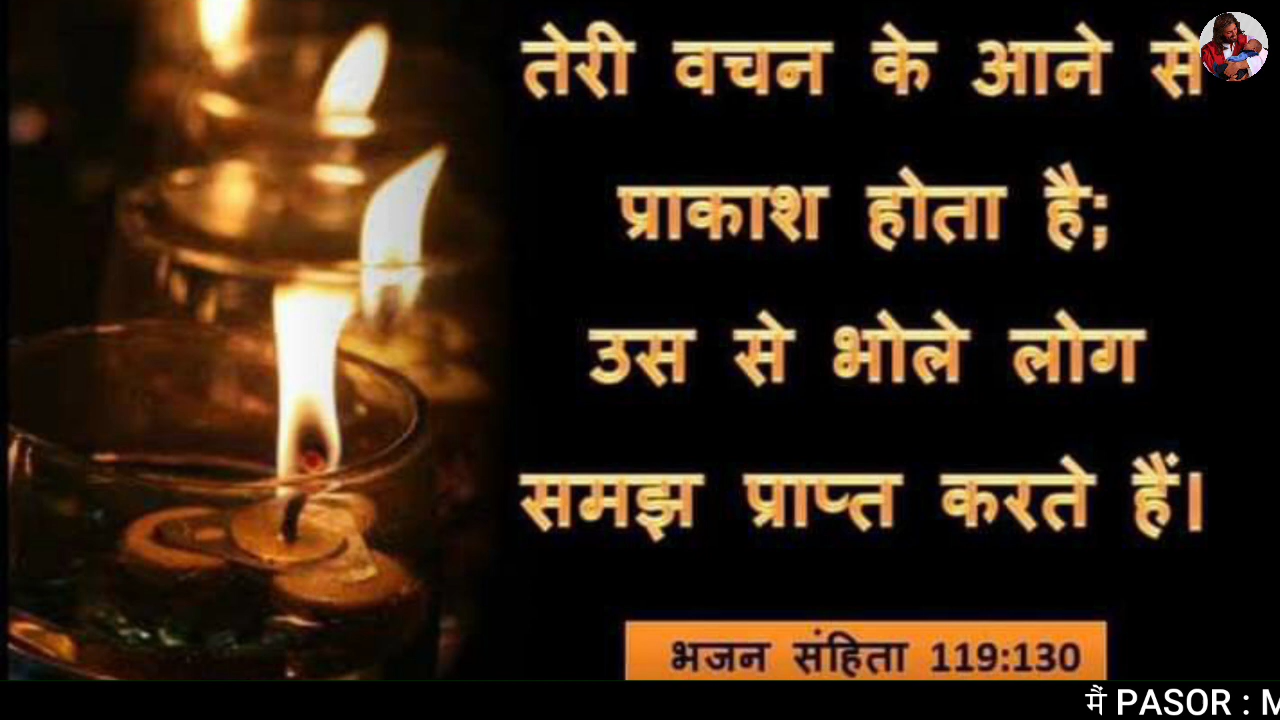 तेरी वचन के आने से
प्राकाश होता है;
उस से भोले लोग
समझ प्राप्त करते हैं।
भजन संहिता 119:130
मैं PASOR : M